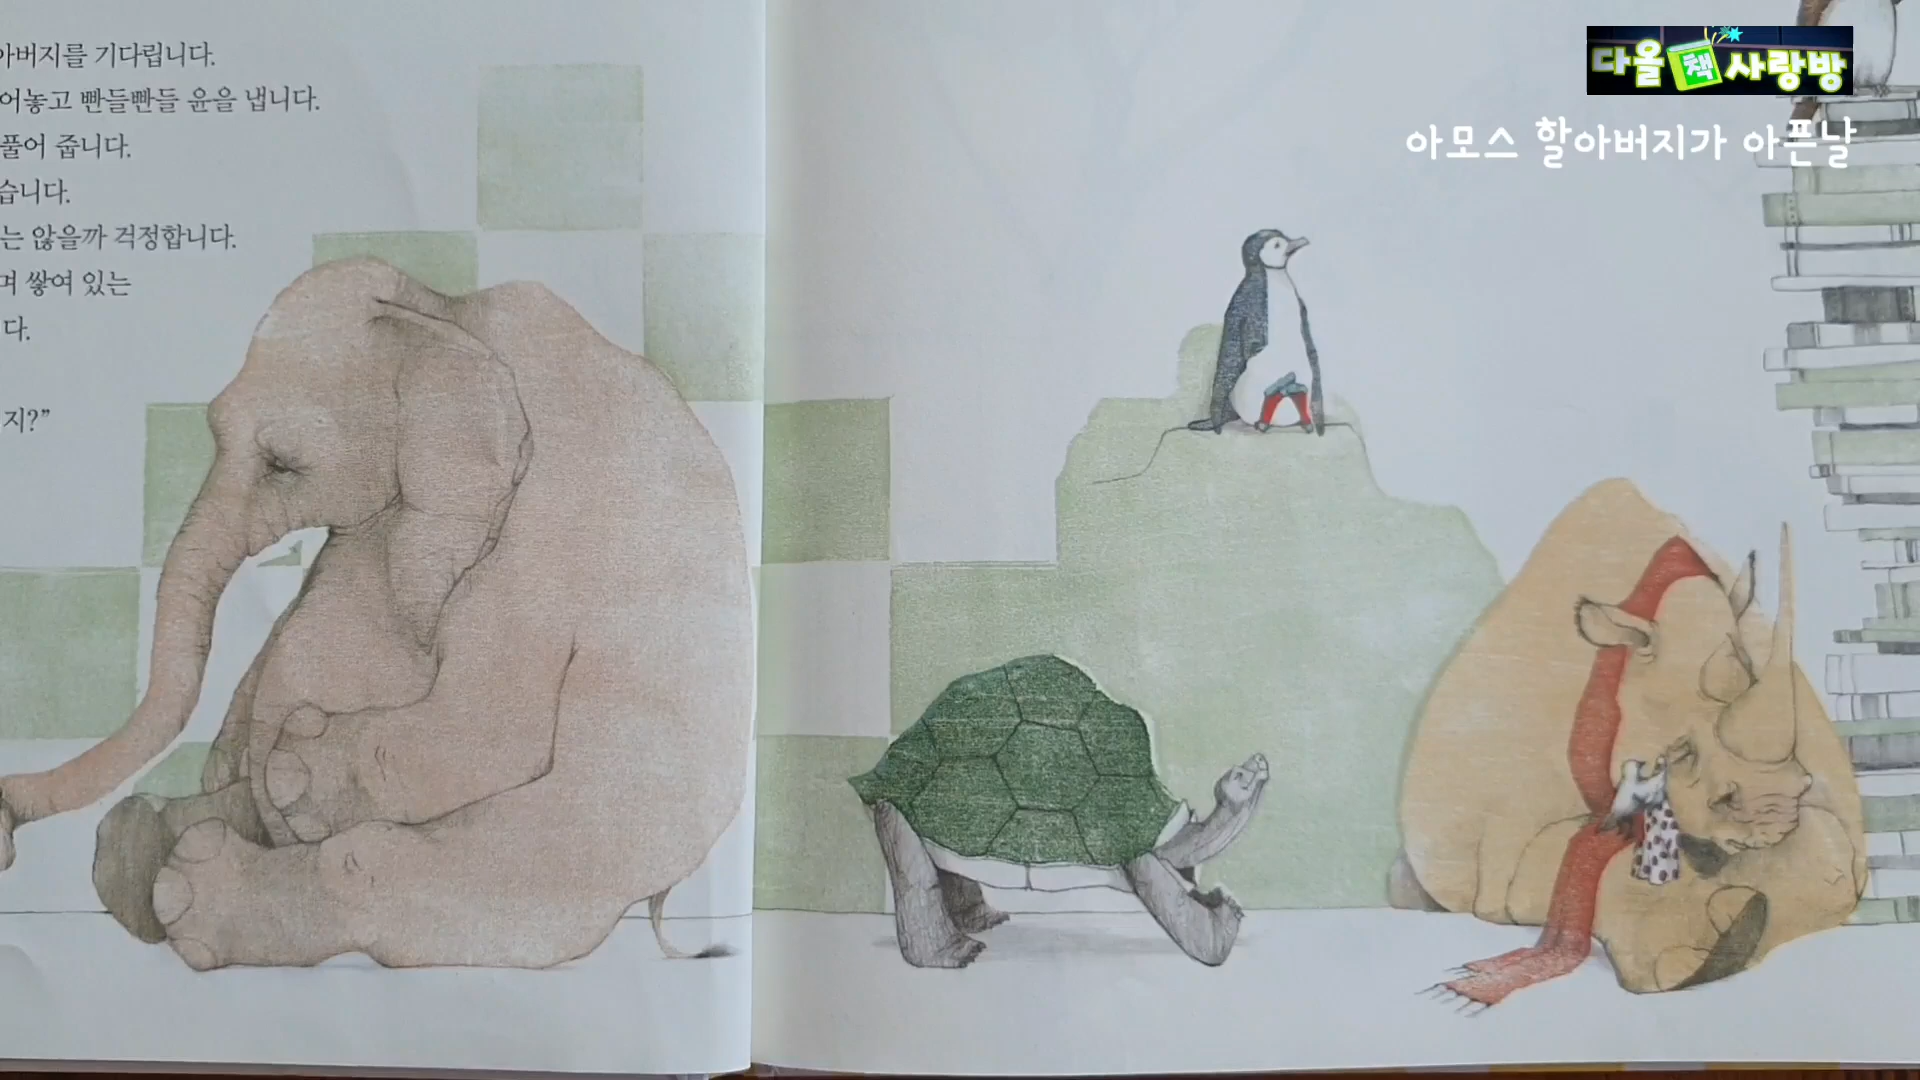 아버지를 기다립니다.
어놓고 빤들빤들 윤을 냅니다.
풀어 줍니다.
습니다.
는 않을까 걱정합니다.
며 쌓여 있는
다.
지?”
다올 책 사랑방
아모스 할아버지가 아픈날